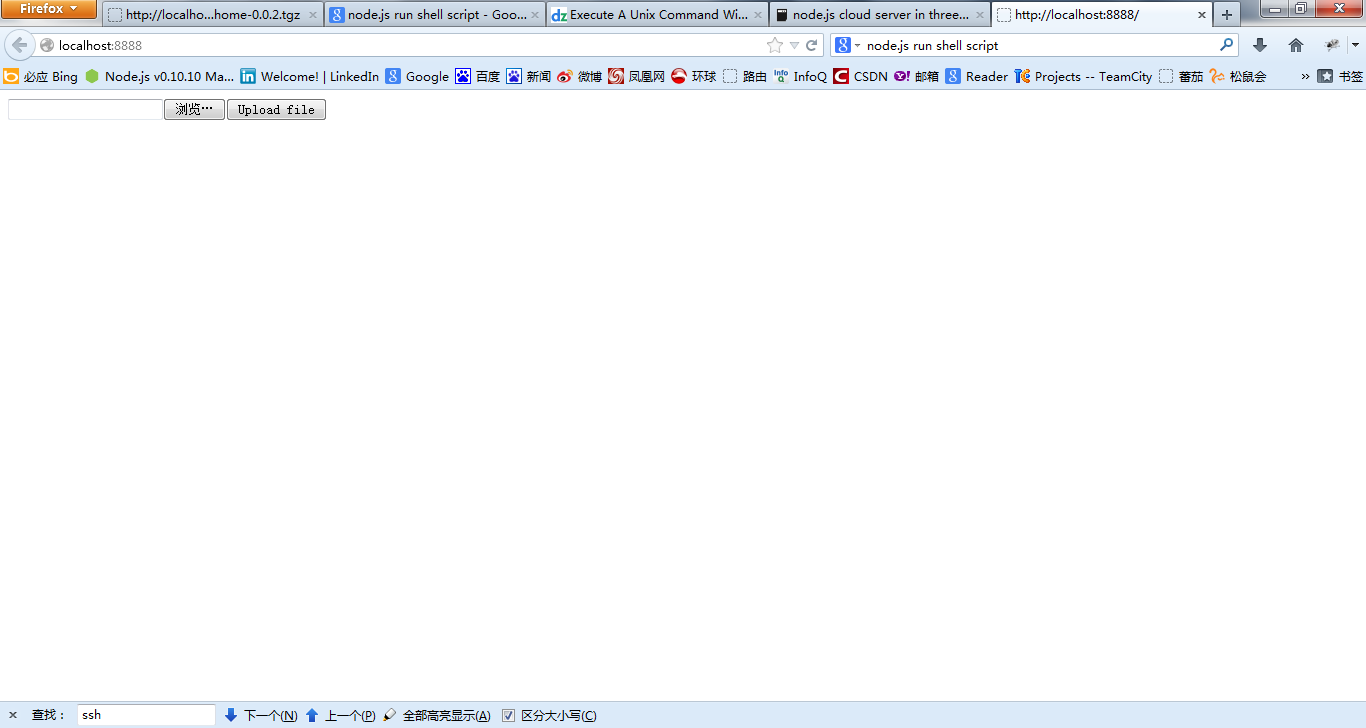 Firefox http://localho...home-0.0.2.tgz node.js run shell script - Goo... Execute A Unix Command Wi... node.js cloud server in three... http://localhost:8888/
localhost:8888 node.js run shell script
必应 Bing Node.js v0.10.10 Ma... Welcome! | LinkedIn Google 百度 新闻 微博 凤凰网 环球 路由 InfoQ CSDN 邮箱 Reader Projects -- TeamCity 蕃茄 松鼠会 » 书签
浏览… Upload file
查找： ssh 下一个(N) 上一个(P) 全部高亮显示(A) 区分大小写(C)